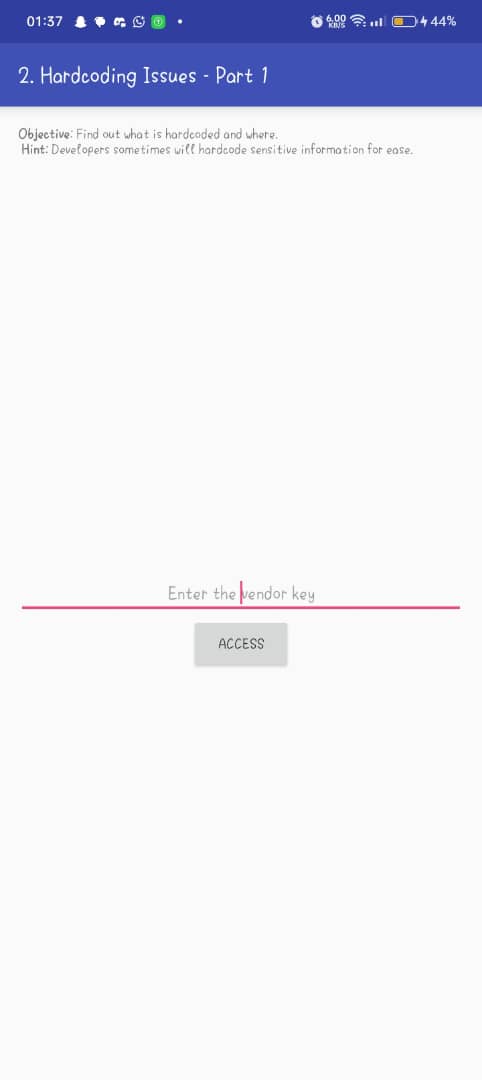 01:37 6.00 KB/S 44%
2. Hardcoding Issues - Part 1
Objective: Find out what is hardcoded and where.
Hint: Developers sometimes will hardcode sensitive information for ease.
Enter the vendor key
ACCESS